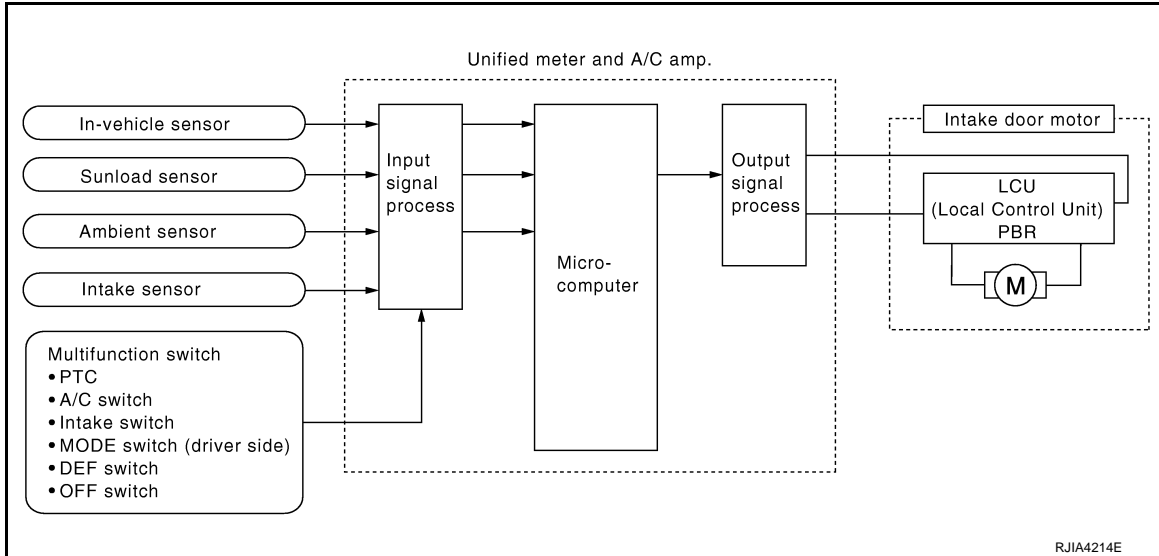 Unified meter and A/C amp.
In-vehicle sensor
Sunload sensor
Ambient sensor
Intake sensor
Multifunction switch
• PTC
• A/C switch
• Intake switch
• MODE switch (driver side)
• DEF switch
• OFF switch
Input
signal
process
Micro-
computer
Output
signal
process
Intake door motor
LCU
(Local Control Unit)
PBR
M
RJIA4214E